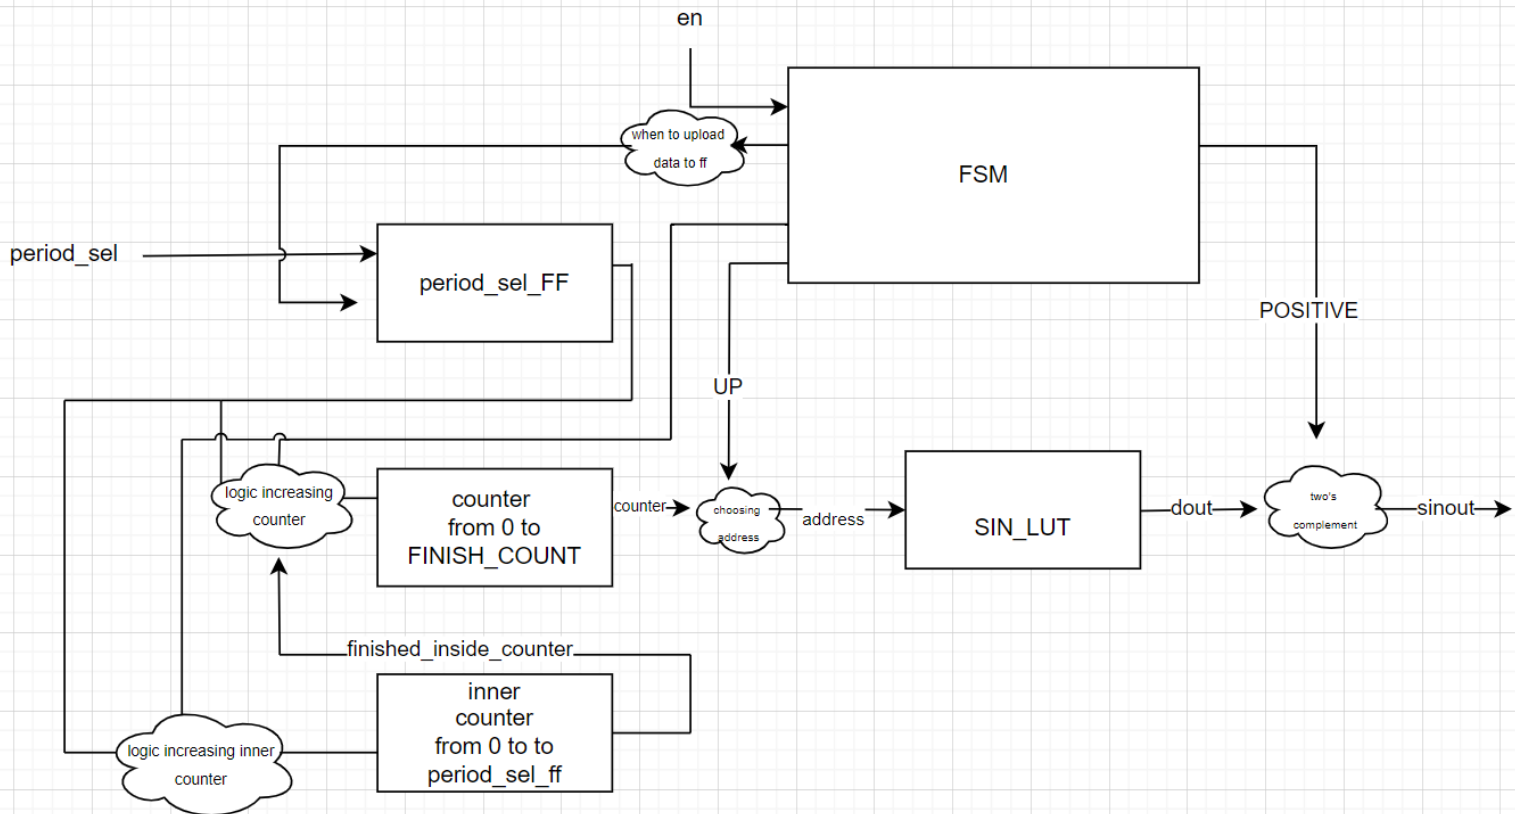 en
when to upload
data to ff
FSM
period_sel
period_sel_FF
POSITIVE
UP
logic increasing
counter
counter
from 0 to
FINISH_COUNT
counter
choosing
address
address
SIN_LUT
dout
two's
complement
sinout
finished_inside_counter
inner
counter
from 0 to to
period_sel_ff
logic increasing inner
counter